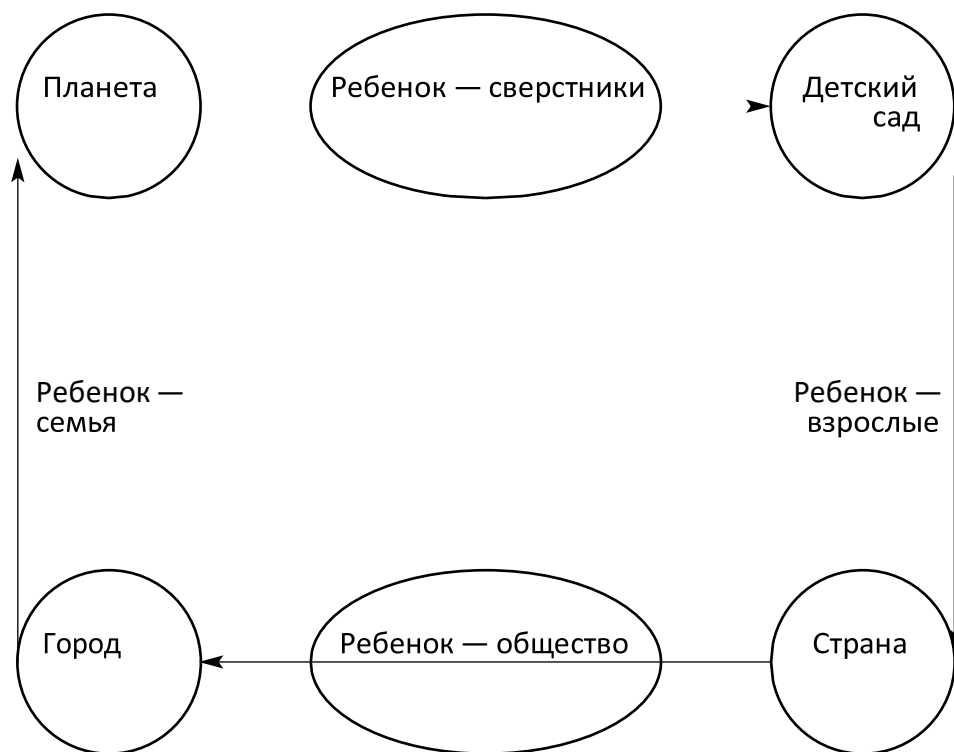 Планета
Ребенок — сверстники
Детский
сад
Ребенок —
семья
Ребенок —
взрослые
Город
Ребенок — общество
Страна